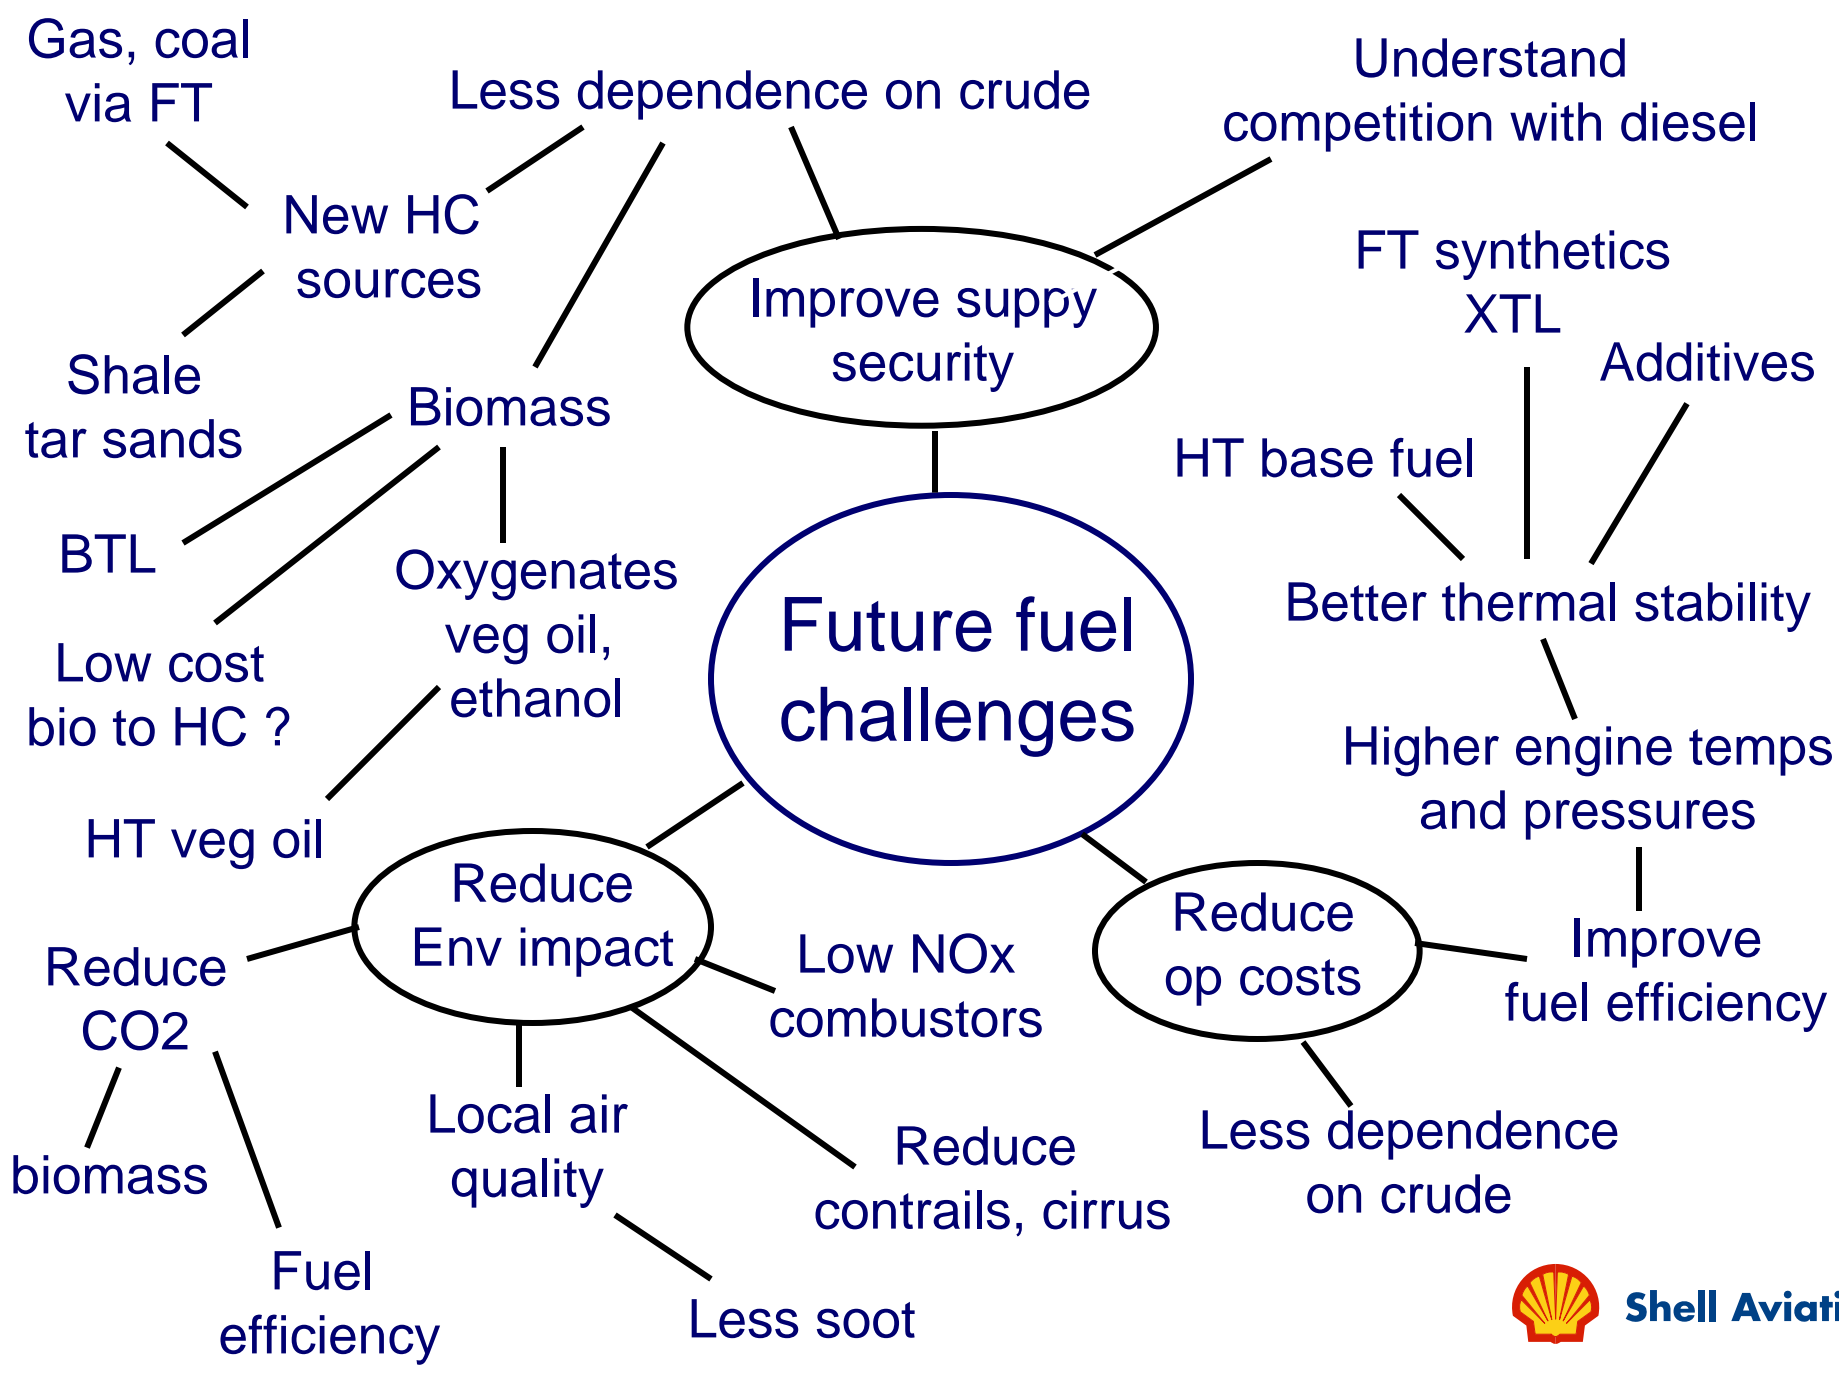 Gas, coal
via FT
Less dependence on crude
Understand
competition with diesel
New HC
sources
FT synthetics
XTL
Improve suppy
security
Shale
tar sands
Biomass
Additives
HT base fuel
BTL
Oxygenates
veg oil,
ethanol
Future fuel
challenges
Better thermal stability
Low cost
bio to HC ?
Higher engine temps
and pressures
HT veg oil
Reduce
Env impact
Reduce
op costs
Improve
fuel efficiency
Reduce
CO2
Low NOx
combustors
Local air
quality
Reduce
contrails, cirrus
Less dependence
on crude
biomass
Fuel
efficiency
Less soot
Shell Aviati